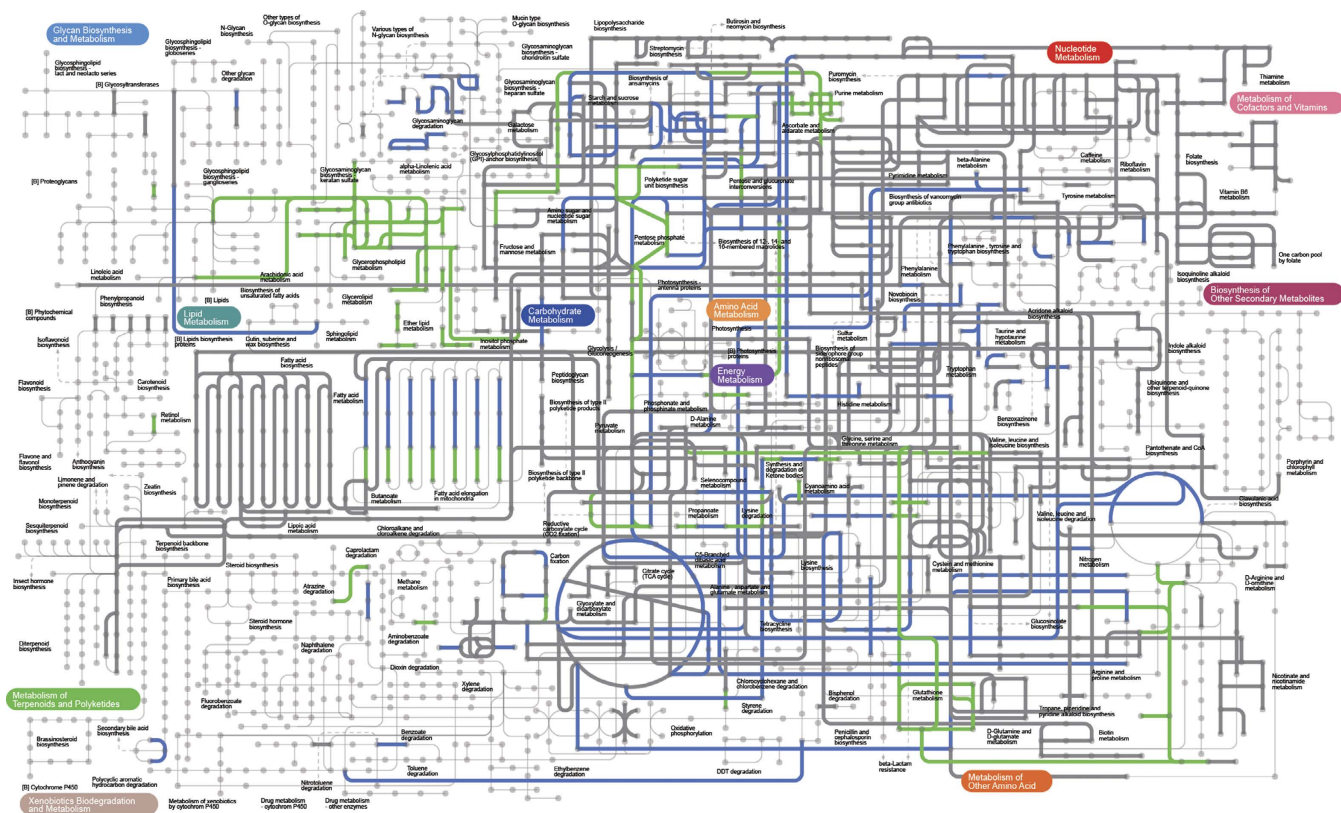 Glycan Biosynthesis
and Metabolism
Other types of
O-glycan biosynthesis
N-Glycan
biosynthesis
Various types of
N-glycan biosynthesis
Mucin type
O-glycan biosynthesis
Lipopolysaccharide
biosynthesis
Butirosin and
neomycin biosynthesis
Glycosphingolipid
biosynthesis -
globoseries
Glycosaminoglycan
biosynthesis -
chondroitin sulfate
Streptomycin
biosynthesis
Nucleotide
Metabolism
Glycosphingolipid
biosynthesis -
lact and neolacto series
Other glycan
degradation
[B] Glycosyltransferases
Glycosaminoglycan
biosynthesis -
heparan sulfate
Biosynthesis of
ansamycins
Puromycin
biosynthesis
Purine metabolism
Thiamine
metabolism
Starch and sucrose
metabolism
Metabolism of
Cofactors and Vitamins
Glycosaminoglycan
degradation
Galactose
metabolism
Ascorbate and
aldarate metabolism
Glycosylphosphatidylinositol
(GPI)-anchor biosynthesis
beta-Alanine
metabolism
Caffeine
metabolism
Riboflavin
metabolism
Folate
biosynthesis
[B] Proteoglycans
Glycosphingolipid
biosynthesis -
ganglioseries
Glycosaminoglycan
biosynthesis -
keratan sulfate
alpha-Linolenic acid
metabolism
Polyketide sugar
unit biosynthesis
Pentose and glucuronate
interconversions
Pyrimidine metabolism
Biosynthesis of vancomycin
group antibiotics
Tyrosine metabolism
Vitamin B6
metabolism
Amino sugar and
nucleotide sugar
metabolism
Pentose phosphate
metabolism
Biosynthesis of 12-, 14- and
16-membered macrolides
Fructose and
mannose metabolism
Phenylalanine, tyrosine and
tryptophan biosynthesis
One carbon pool
by folate
Linoleic acid
metabolism
Arachidonic acid
metabolism
Glycerophospholipid
metabolism
Phenylalanine
metabolism
Isoquinoline alkaloid
biosynthesis
Photosynthesis -
antenna proteins
Biosynthesis of
unsaturated fatty acids
Glycerolipid
metabolism
Novobiocin
biosynthesis
Biosynthesis of
Other Secondary Metabolites
Phenylpropanoid
biosynthesis
[B] Lipids
[B] Phytochemical
compounds
Lipid
Metabolism
Carbohydrate
Metabolism
Amino Acid
Metabolism
Acridone alkaloid
biosynthesis
Ether lipid
metabolism
Sphingolipid
metabolism
Photosynthesis
Sulfur
metabolism
Taurine and
hypotaurine
metabolism
Isoflavonoid
biosynthesis
[B] Lipids biosynthesis
proteins
Cutin, suberine and
wax biosynthesis
Inositol phosphate
metabolism
Glycolysis /
Gluconeogenesis
[B] Photosynthesis
proteins
Biosynthesis of
siderophore group
nonribosomal
peptides
Indole alkaloid
biosynthesis
Fatty acid
biosynthesis
Peptidoglycan
biosynthesis
Energy
Metabolism
Tryptophan
metabolism
Ubiquinone and
other terpenoid-quinone
biosynthesis
Flavonoid
biosynthesis
Carotenoid
biosynthesis
Fatty acid
metabolism
Biosynthesis of type II
polyketide products
Phosphonate and
phosphinate metabolism
Histidine metabolism
Benzoxazinone
biosynthesis
Retinol
metabolism
D-Alanine
metabolism
Pyruvate
metabolism
Glycine, serine and
threonine metabolism
Valine, leucine and
isoleucine biosynthesis
Pantothenate and CoA
biosynthesis
Flavone and
flavonol biosynthesis
Anthocyanin
biosynthesis
Porphyrin and
chlorophyll
metabolism
Limonene and
pinene degradation
Zeatin
biosynthesis
Butanoate
metabolism
Fatty acid elongation
in mitochondria
Biosynthesis of type II
polyketide backbone
Selenocompound
metabolism
Synthesis and
degradation of
Ketone bodies
Cyanoamino acid
metabolism
Monoterpenoid
biosynthesis
Clavulanic acid
biosynthesis
Propanoate
metabolism
Lysine
degradation
Valine, leucine and
isoleucine degradation
Sesquiterpenoid
biosynthesis
Lipoic acid
metabolism
Chloroalkane and
chloroalkene degradation
Reductive
carboxylate cycle
(CO2 fixation)
Terpenoid backbone
biosynthesis
Caprolactam
degradation
Carbon
fixation
C5-Branched
dibasic acid
metabolism
Nitrogen
metabolism
Steroid biosynthesis
Citrate cycle
(TCA cycle)
Lysine
biosynthesis
Cystein and methionine
metabolism
Insect hormone
biosynthesis
Primary bile acid
biosynthesis
Atrazine
degradation
Methane
metabolism
Alanine, aspartate and
glutamate metabolism
D-Arginine and
D-ornithine
metabolism
Glyoxylate and
dicarboxylate
metabolism
Steroid hormone
biosynthesis
Tetracycline
biosynthesis
Glucosinolate
biosynthesis
Diterpenoid
biosynthesis
Naphthalene
degradation
Aminobenzoate
degradation
Dioxin degradation
Arginine and
proline metabolism
Nicotinate and
nicotinamide
metabolism
Metabolism of
Terpenoids and Polyketides
Fluorobenzoate
degradation
Xylene
degradation
Chlorocyclohexane and
chlorobenzene degradation
Bisphenol
degradation
Glutathione
metabolism
Styrene
degradation
Tropane, piperidine and
pyridine alkaloid biosynthesis
Brassinosteroid
biosynthesis
Secondary bile acid
biosynthesis
Benzoate
degradation
Oxidative
phosphorylation
Penicillin and
cephalosporin
biosynthesis
D-Glutamine and
D-glutamate
metabolism
Biotin
metabolism
Toluene
degradation
Ethylbenzene
degradation
DDT degradation
beta-Lactam
resistance
Polycyclic aromatic
hydrocarbon degradation
Nitrotoluene
degradation
Metabolism of
Other Amino Acid
[B] Cytochrome P450
Xenobiotics Biodegradation
and Metabolism
Metabolism of xenobiotics
by cytochrom P450
Drug metabolism
- cytochrom P450
Drug metabolism -
other enzymes